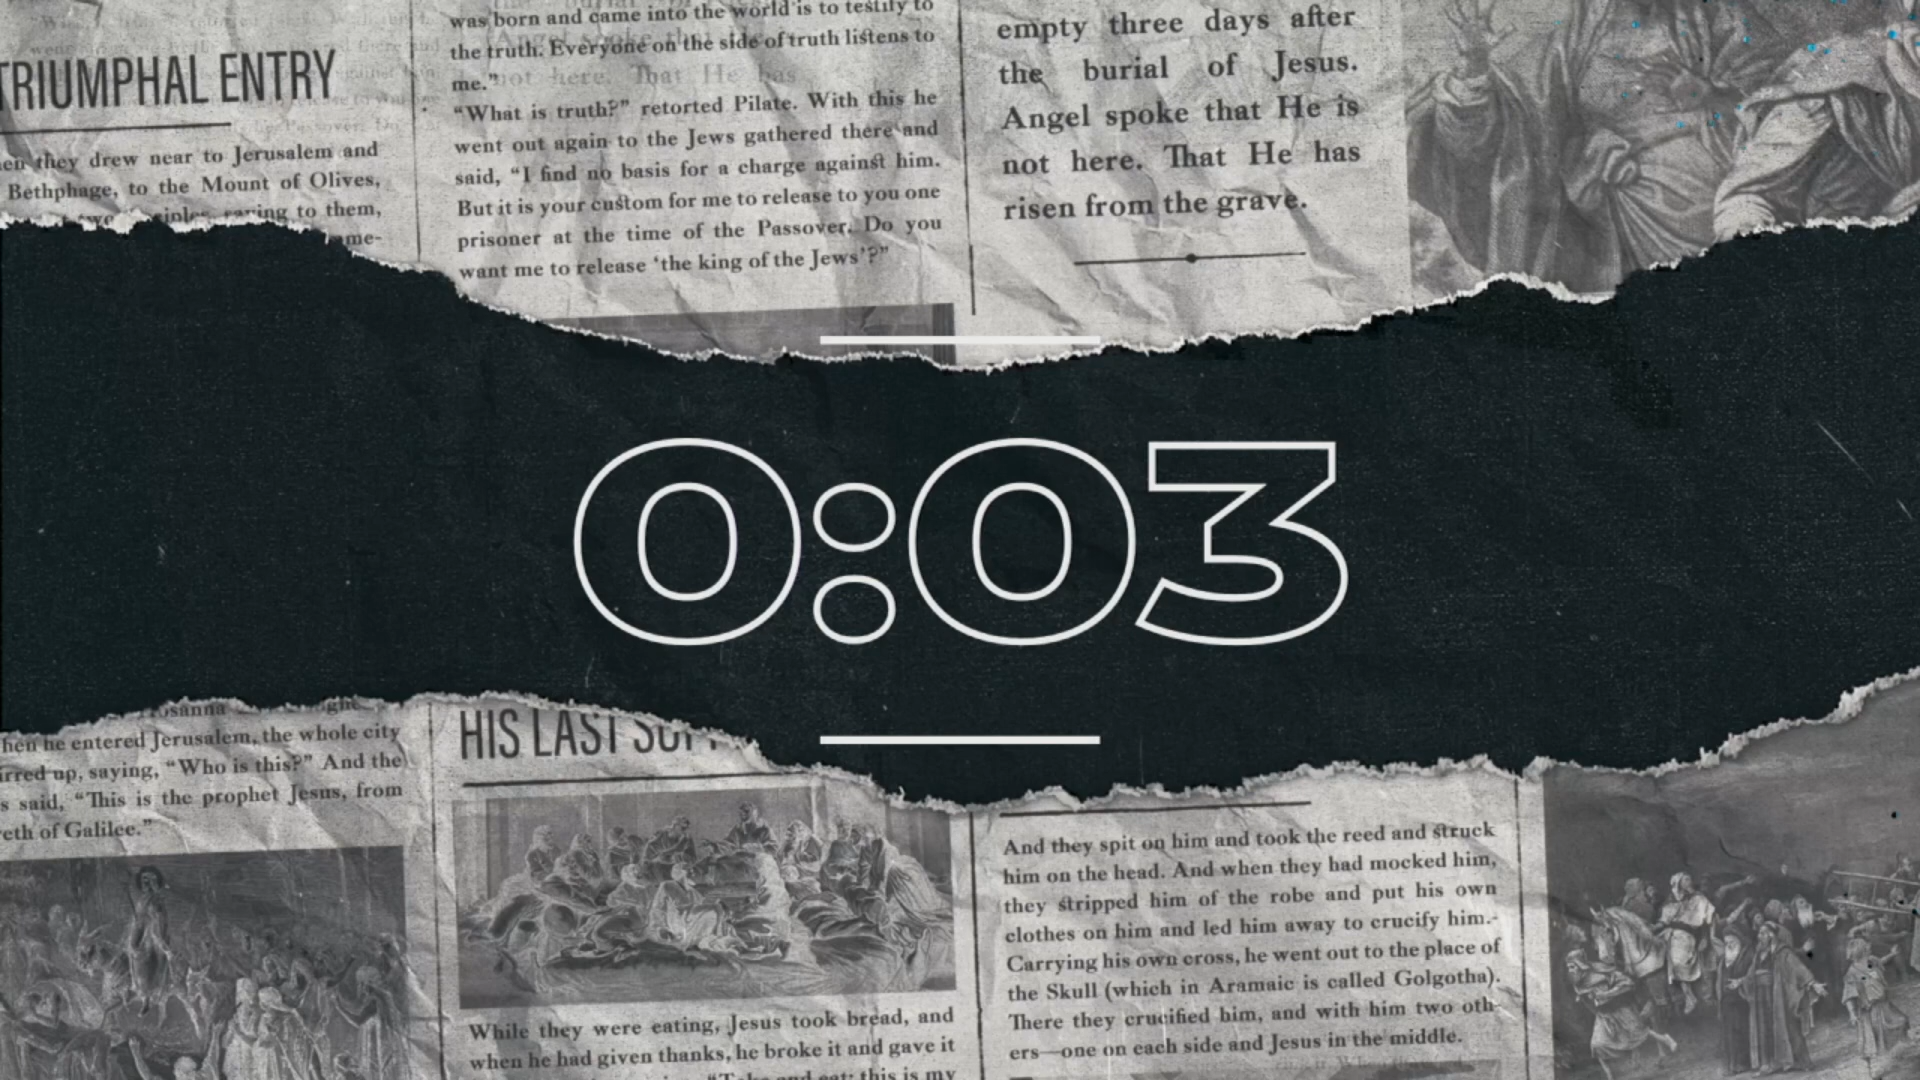 TRIUMPHAL ENTRY
they drew near to Jerusalem and
Bethphage, to the Mount of Olives,
to them,
me-
was born and came into the world is to testify to
the truth. Everyone on the side of truth listens to
me.”
“What is truth?” retorted Pilate. With this he
went out again to the Jews gathered there and
said, “I find no basis for a charge against him.
But it is your custom for me to release to you one
prisoner at the time of the Passover. Do you
want me to release ‘the king of the Jews’?”
empty three days after
the burial of Jesus.
Angel spoke that He is
not here. That He has
risen from the grave.
0:03
he entered Jerusalem, the whole city
up, saying, “Who is this?” And the
said, “This is the prophet Jesus, from
of Galilee.”
HIS LAST
While they were eating, Jesus took bread, and
when he had given thanks, he broke it and gave it
this is my
And they spit on him and took the reed and struck
him on the head. And when they had mocked him,
they stripped him of the robe and put his own
clothes on him and led him away to crucify him.-
Carrying his own cross, he went out to the place of
the Skull (which in Aramaic is called Golgotha).
There they crucified him, and with him two oth-
ers—one on each side and Jesus in the middle.